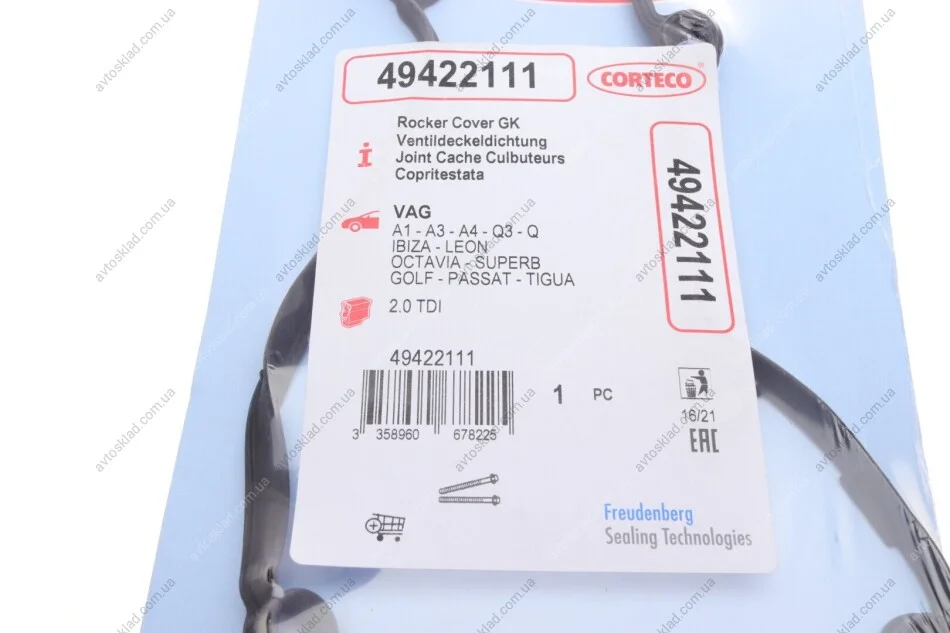 49422111
CORTECO®
Rocker Cover GK
Ventildeckeldichtung
Joint Cache Culbuteurs
Copritestata
49422111
VAG
A1 - A3 - A4 - Q3 - Q
IBIZA - LEON
OCTAVIA - SUPERB
GOLF - PASSAT - TIGUA
2.0 TDI
49422111
3 358960 678225
1 PC
16/21
EAC
Freudenberg
Sealing Technologies
avtosklad.com.ua